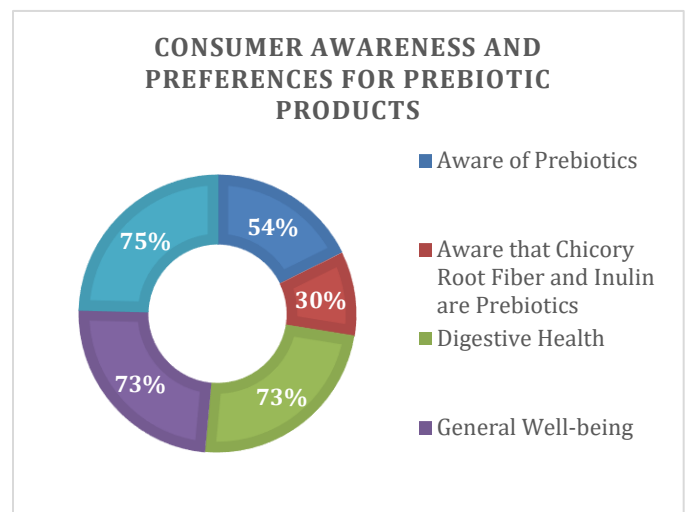 CONSUMER AWARENESS AND
PREFERENCES FOR PREBIOTIC
PRODUCTS
Aware of Prebiotics
54%
75%
Aware that Chicory
Root Fiber and Inulin
are Prebiotics
30%
Digestive Health
73%
73%
General Well-being